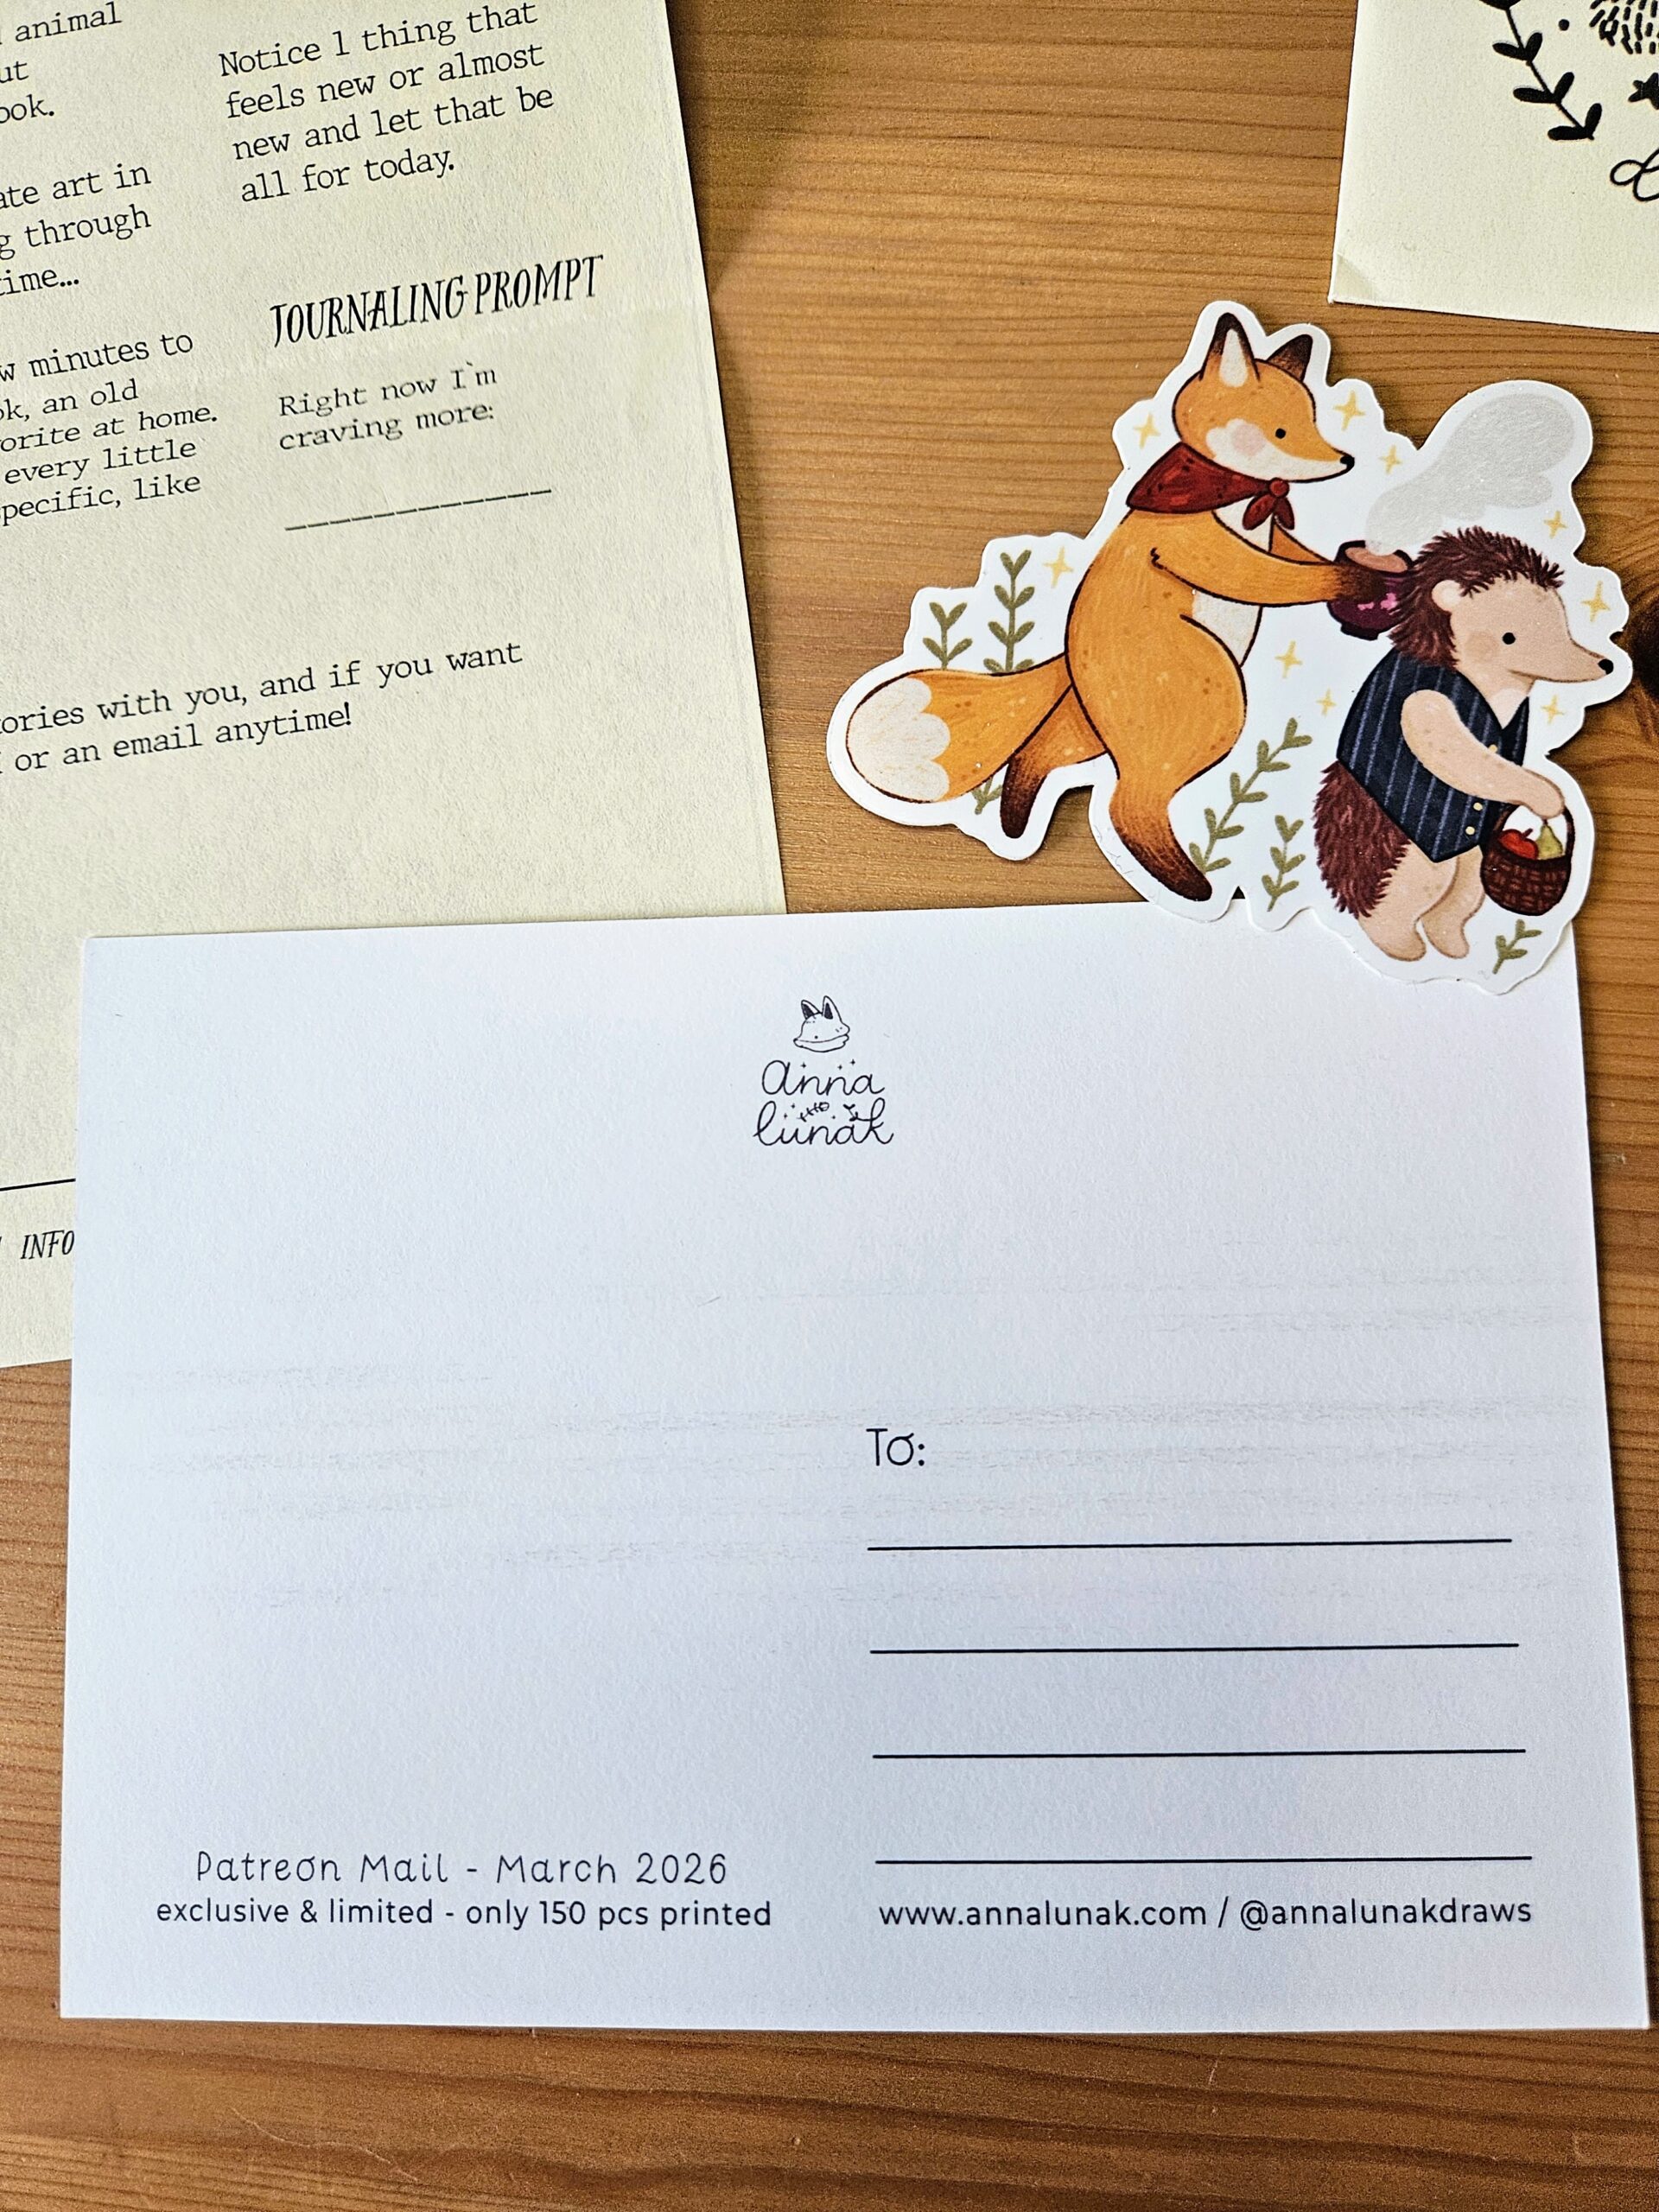 animal
ook.
art in
through
time...
minutes to
an old
orite at home.
every little
pecific, like
Notice 1 thing that
feels new or almost
new and let that be
all for today.
JOURNALING PROMPT
Right now I`m
craving more:
____________
ories with you, and if you want
or an email anytime!
INFO
anna
lunak
To:
Patreon Mail - March 2026
exclusive & limited - only 150 pcs printed
www.annalunak.com / @annalunakdraws